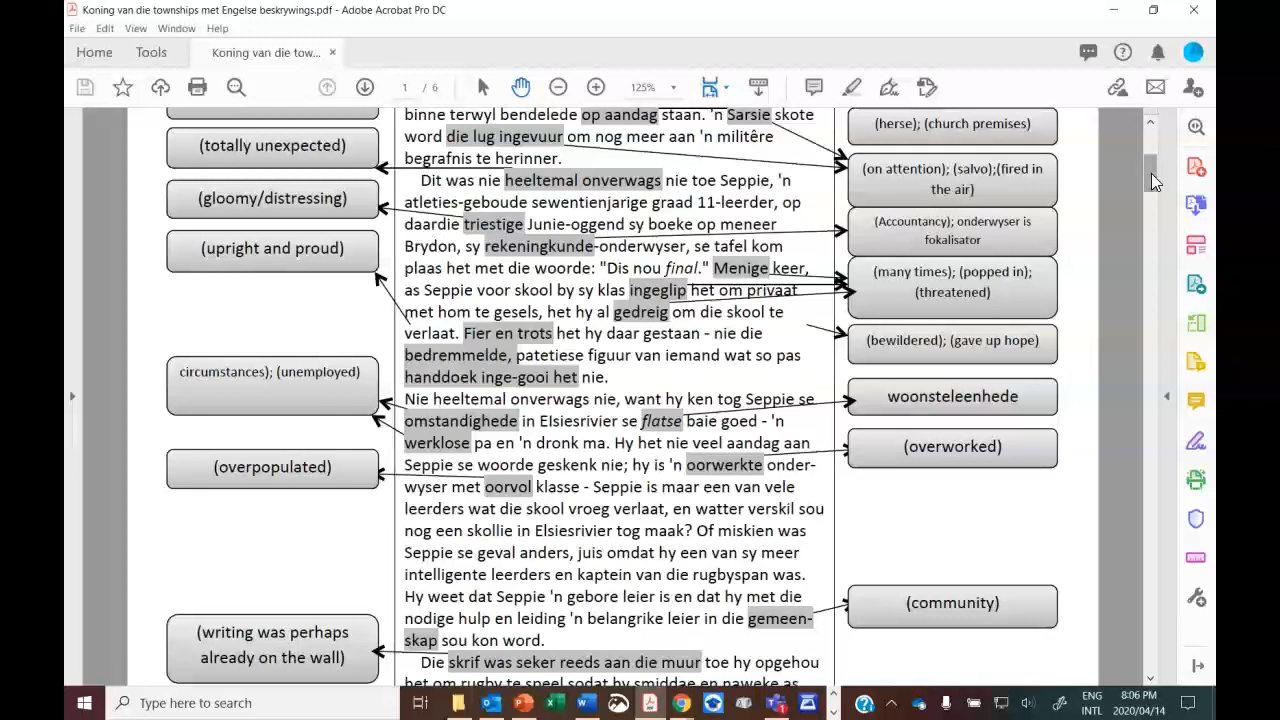 Koning van die townships met Engelse beskrywings.pdf - Adobe Acrobat Pro DC
File Edit View Window Help
Home Tools Koning van die tow... ×
1 / 6 125%
binne terwyl bendelede op aandag staan. 'n Sarsie skote
word die lug ingevuur om nog meer aan 'n militêre
begrafnis te herinner.
Dit was nie heeltemal onverwags nie toe Seppie, 'n
atleties-geboude sewentienjarige graad 11-leerder, op
daardie triestige Junie-oggend sy boeke op meneer
Brydon, sy rekeningkunde-onderwyser, se tafel kom
plaas het met die woorde: "Dis nou final." Menige keer,
as Seppie voor skool by sy klas ingeglip het om privaat
met hom te gesels, het hy al gedreig om die skool te
verlaat. Fier en trots het hy daar gestaan - nie die
bedremmelde, patetiese figuur van iemand wat so pas
handdoek inge-gooi het nie.
Nie heeltemal onverwags nie, want hy ken tog Seppie se
omstandighede in Elsiesrivier se flatse baie goed - 'n
werklose pa en 'n dronk ma. Hy het nie veel aandag aan
Seppie se woorde geskenk nie; hy is 'n oorwerkte onder-
wyser met oorvol klasse - Seppie is maar een van vele
leerders wat die skool vroeg verlaat, en watter verskil sou
nog een skollie in Elsiesrivier tog maak? Of miskien was
Seppie se geval anders, juis omdat hy een van sy meer
intelligente leerders en kaptein van die rugbyspan was.
Hy weet dat Seppie 'n gebore leier is en dat hy met die
nodige hulp en leiding 'n belangrike leier in die gemeen-
skap sou kon word.
Die skrif was seker reeds aan die muur toe hy opgehou
het om rugby te speel sodat hy smiddae en naweke as
(totally unexpected)
(gloomy/distressing)
(upright and proud)
circumstances); (unemployed)
(overpopulated)
(writing was perhaps
already on the wall)
(herse); (church premises)
(on attention); (salvo);(fired in
the air)
(Accountancy); onderwyser is
fokalisator
(many times); (popped in);
(threatened)
(bewildered); (gave up hope)
woonsteleenhede
(overworked)
(community)
Type here to search
ENG
INTL
8:06 PM
2020/04/14